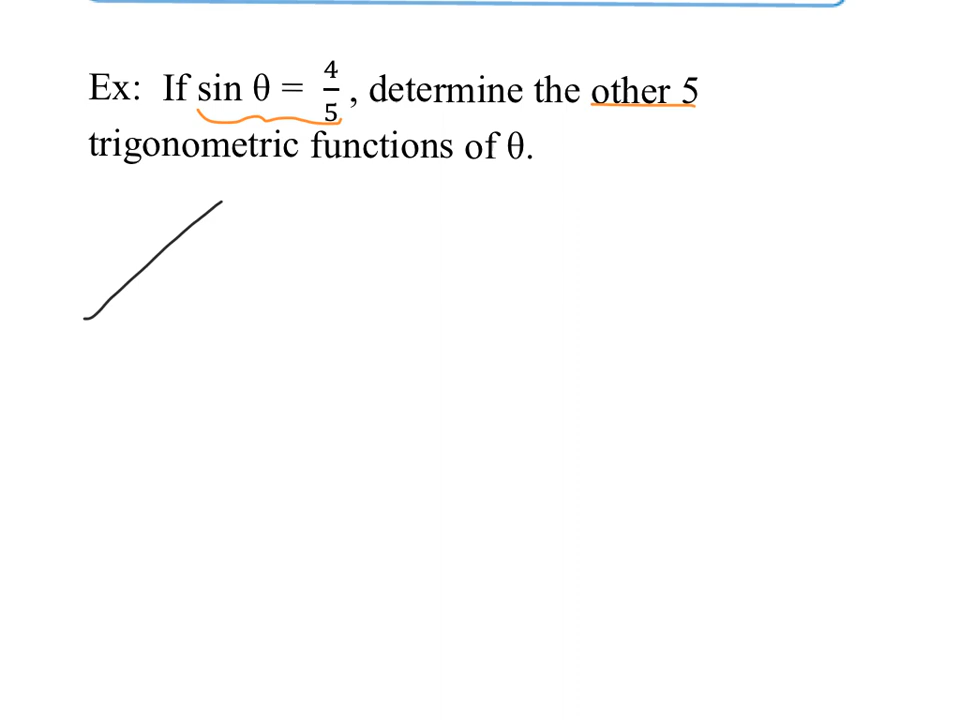 Ex: If sin θ = 4/5, determine the other 5
trigonometric functions of θ.